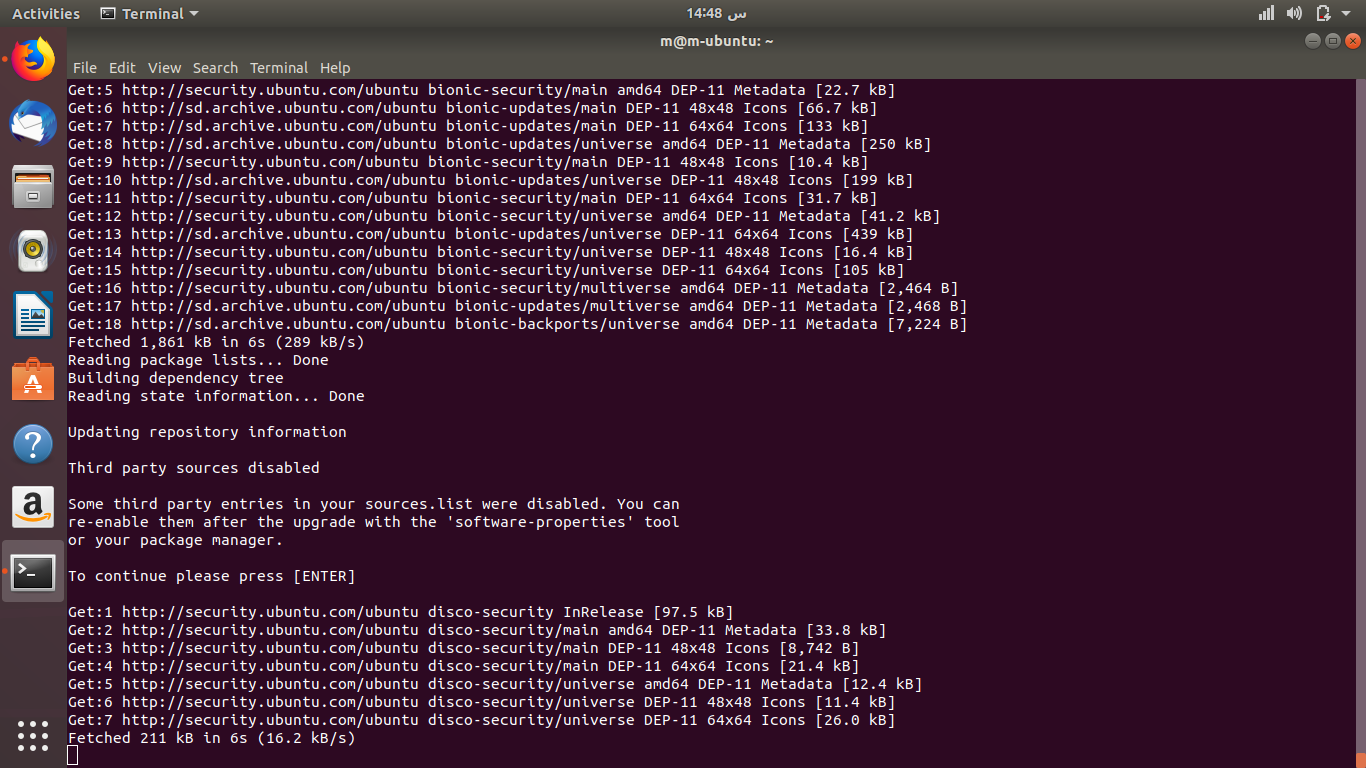 Activities Terminal 14:48 س
m@m-ubuntu: ~
File Edit View Search Terminal Help
Get:5 http://security.ubuntu.com/ubuntu bionic-security/main amd64 DEP-11 Metadata [22.7 kB]
Get:6 http://sd.archive.ubuntu.com/ubuntu bionic-updates/main DEP-11 48x48 Icons [66.7 kB]
Get:7 http://sd.archive.ubuntu.com/ubuntu bionic-updates/main DEP-11 64x64 Icons [133 kB]
Get:8 http://sd.archive.ubuntu.com/ubuntu bionic-updates/universe amd64 DEP-11 Metadata [250 kB]
Get:9 http://security.ubuntu.com/ubuntu bionic-security/main DEP-11 48x48 Icons [10.4 kB]
Get:10 http://sd.archive.ubuntu.com/ubuntu bionic-updates/universe DEP-11 48x48 Icons [199 kB]
Get:11 http://security.ubuntu.com/ubuntu bionic-security/main DEP-11 64x64 Icons [31.7 kB]
Get:12 http://security.ubuntu.com/ubuntu bionic-security/universe amd64 DEP-11 Metadata [41.2 kB]
Get:13 http://sd.archive.ubuntu.com/ubuntu bionic-updates/universe DEP-11 64x64 Icons [439 kB]
Get:14 http://security.ubuntu.com/ubuntu bionic-security/universe DEP-11 48x48 Icons [16.4 kB]
Get:15 http://security.ubuntu.com/ubuntu bionic-security/universe DEP-11 64x64 Icons [105 kB]
Get:16 http://security.ubuntu.com/ubuntu bionic-security/multiverse amd64 DEP-11 Metadata [2,464 B]
Get:17 http://sd.archive.ubuntu.com/ubuntu bionic-updates/multiverse amd64 DEP-11 Metadata [2,468 B]
Get:18 http://sd.archive.ubuntu.com/ubuntu bionic-backports/universe amd64 DEP-11 Metadata [7,224 B]
Fetched 1,861 kB in 6s (289 kB/s)
Reading package lists... Done
Building dependency tree
Reading state information... Done
Updating repository information
Third party sources disabled
Some third party entries in your sources.list were disabled. You can
re-enable them after the upgrade with the 'software-properties' tool
or your package manager.
To continue please press [ENTER]
Get:1 http://security.ubuntu.com/ubuntu disco-security InRelease [97.5 kB]
Get:2 http://security.ubuntu.com/ubuntu disco-security/main amd64 DEP-11 Metadata [33.8 kB]
Get:3 http://security.ubuntu.com/ubuntu disco-security/main DEP-11 48x48 Icons [8,742 B]
Get:4 http://security.ubuntu.com/ubuntu disco-security/main DEP-11 64x64 Icons [21.4 kB]
Get:5 http://security.ubuntu.com/ubuntu disco-security/universe amd64 DEP-11 Metadata [12.4 kB]
Get:6 http://security.ubuntu.com/ubuntu disco-security/universe DEP-11 48x48 Icons [11.4 kB]
Get:7 http://security.ubuntu.com/ubuntu disco-security/universe DEP-11 64x64 Icons [26.0 kB]
Fetched 211 kB in 6s (16.2 kB/s)